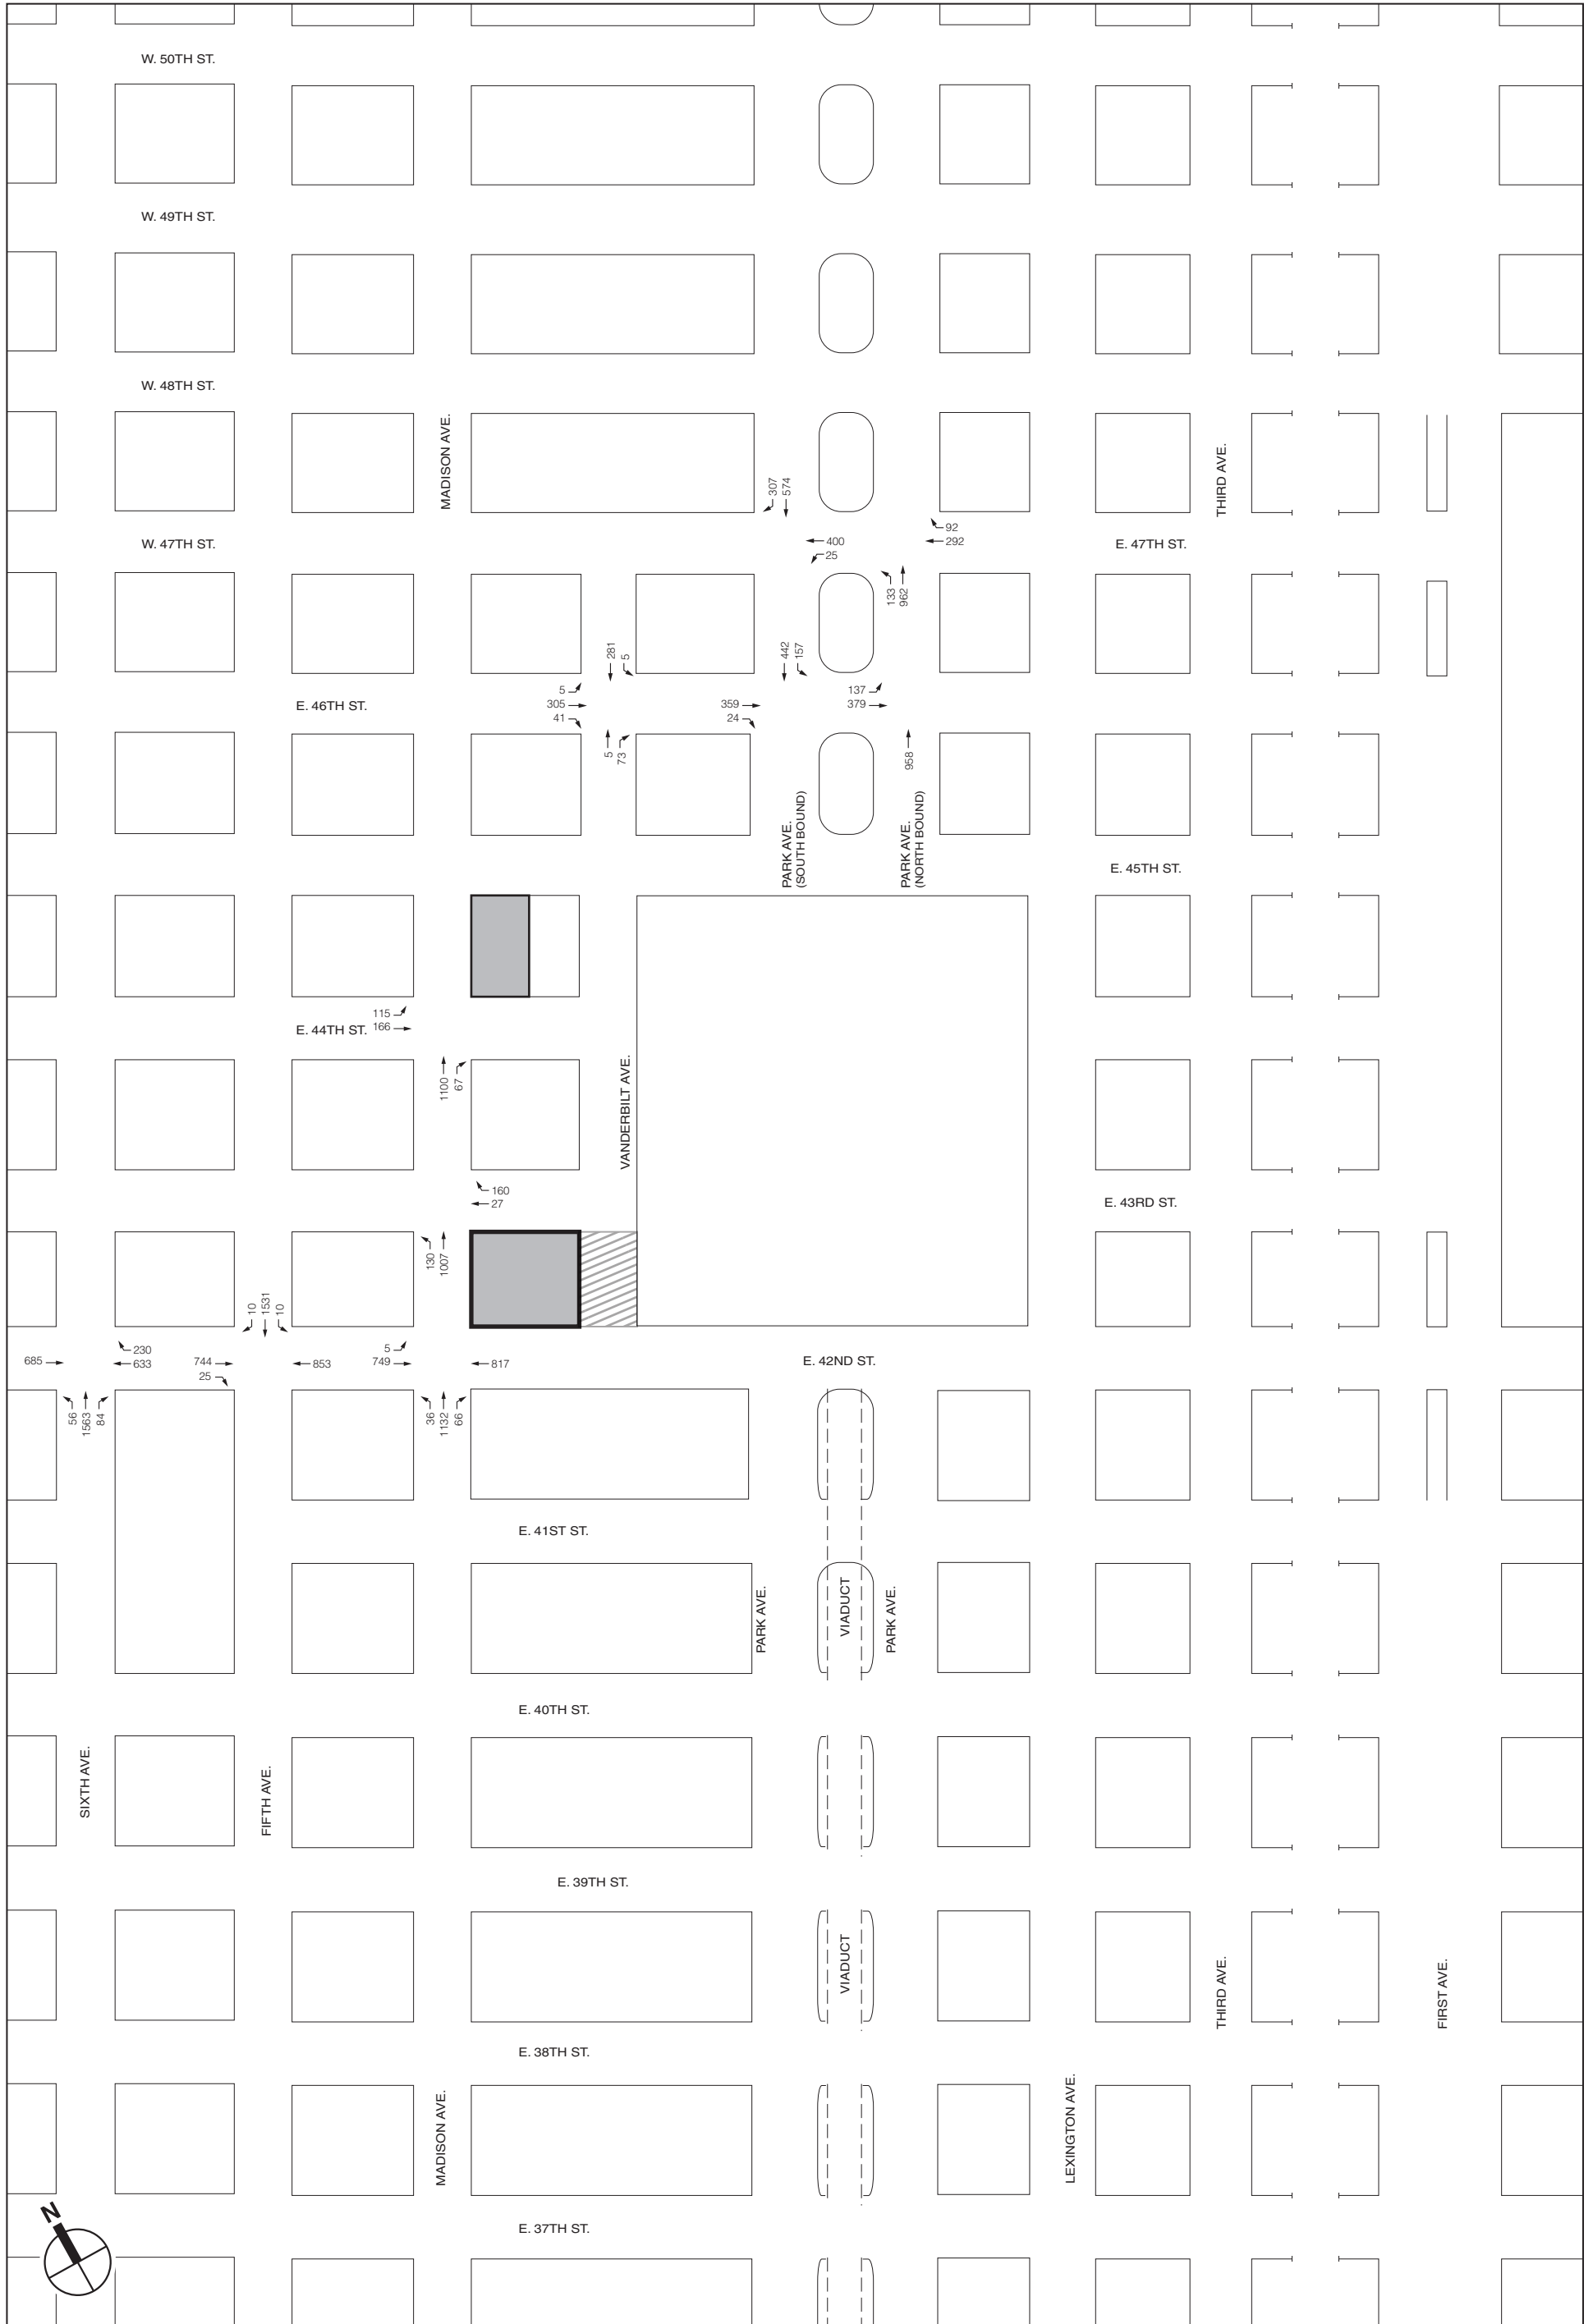 W. 50TH ST.
W. 49TH ST.
W. 48TH ST.
MADISON AVE.
THIRD AVE.
307
574
92
W. 47TH ST.
400
292
E. 47TH ST.
25
133
962
281
5
442
157
5
137
E. 46TH ST.
305
359
379
41
24
5
73
958
PARK AVE.
(SOUTH BOUND)
PARK AVE.
(NORTH BOUND)
E. 45TH ST.
115
E. 44TH ST.
166
1100
67
VANDERBILT AVE.
160
27
E. 43RD ST.
130
1007
10
1531
10
230
5
685
633
744
853
749
817
E. 42ND ST.
25
56
1563
84
36
1132
66
E. 41ST ST.
PARK AVE.
VIADUCT
PARK AVE.
E. 40TH ST.
SIXTH AVE.
FIFTH AVE.
E. 39TH ST.
VIADUCT
THIRD AVE.
FIRST AVE.
E. 38TH ST.
MADISON AVE.
LEXINGTON AVE.
N
E. 37TH ST.